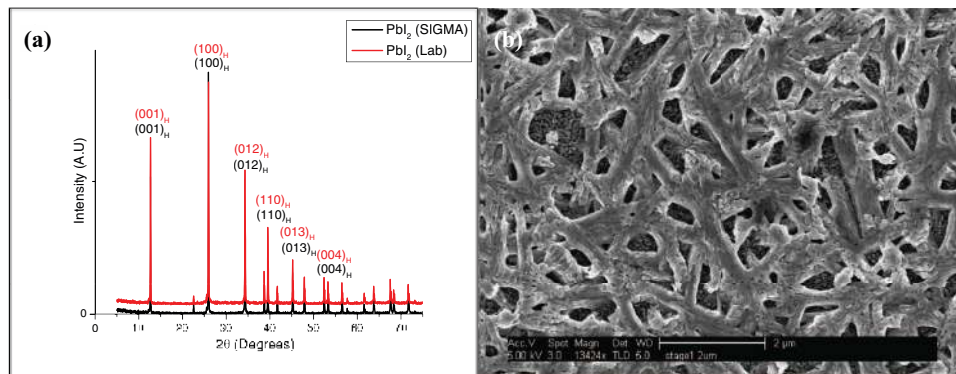 (a)
PbI2 (SIGMA)
PbI2 (Lab)
(100)H
(100)H
(001)H
(001)H
(012)H
(012)H
(110)H
(110)H
(013)H
(013)H
(004)H
(004)H
Intensity (A.U)
0
0 10 20 30 40 50 60 70
2θ (Degrees)
(b)
Acc.V Spot Magn Det WD 2 µm
5.00 kV 3.0 13424x TLD 5.0 stage1 2um